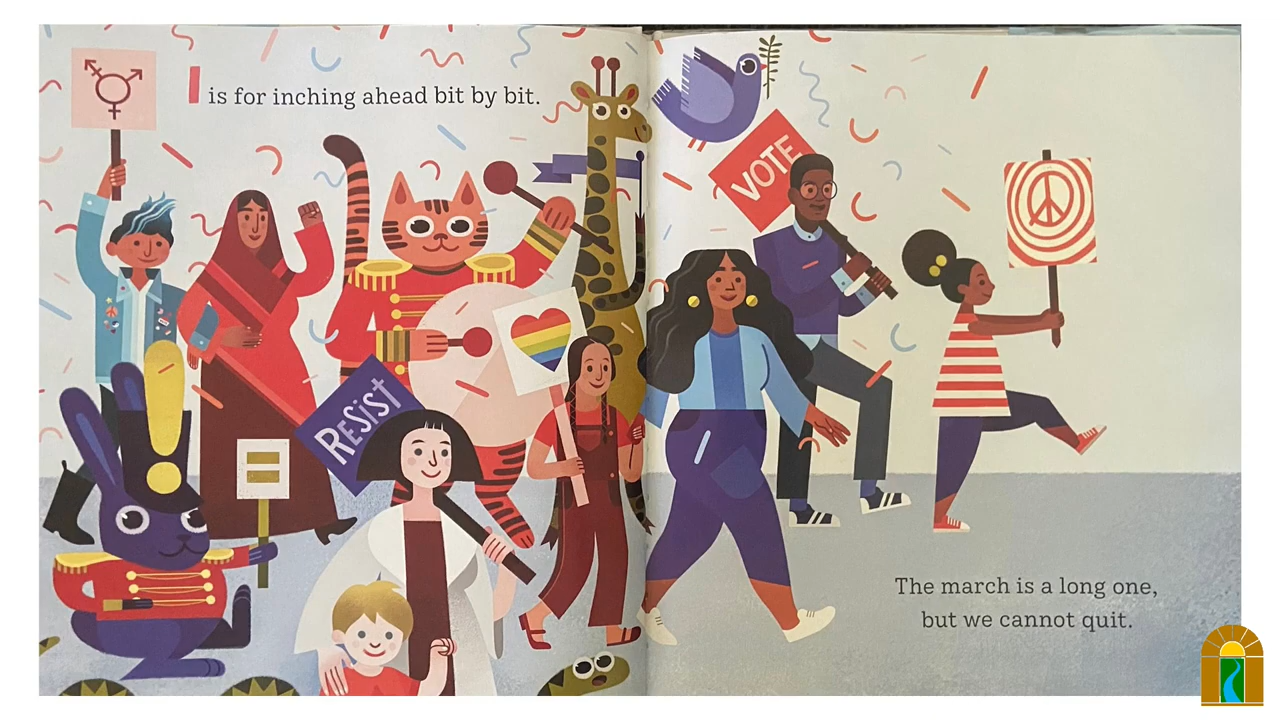 I is for inching ahead bit by bit.
RESIST
VOTE
The march is a long one,
but we cannot quit.